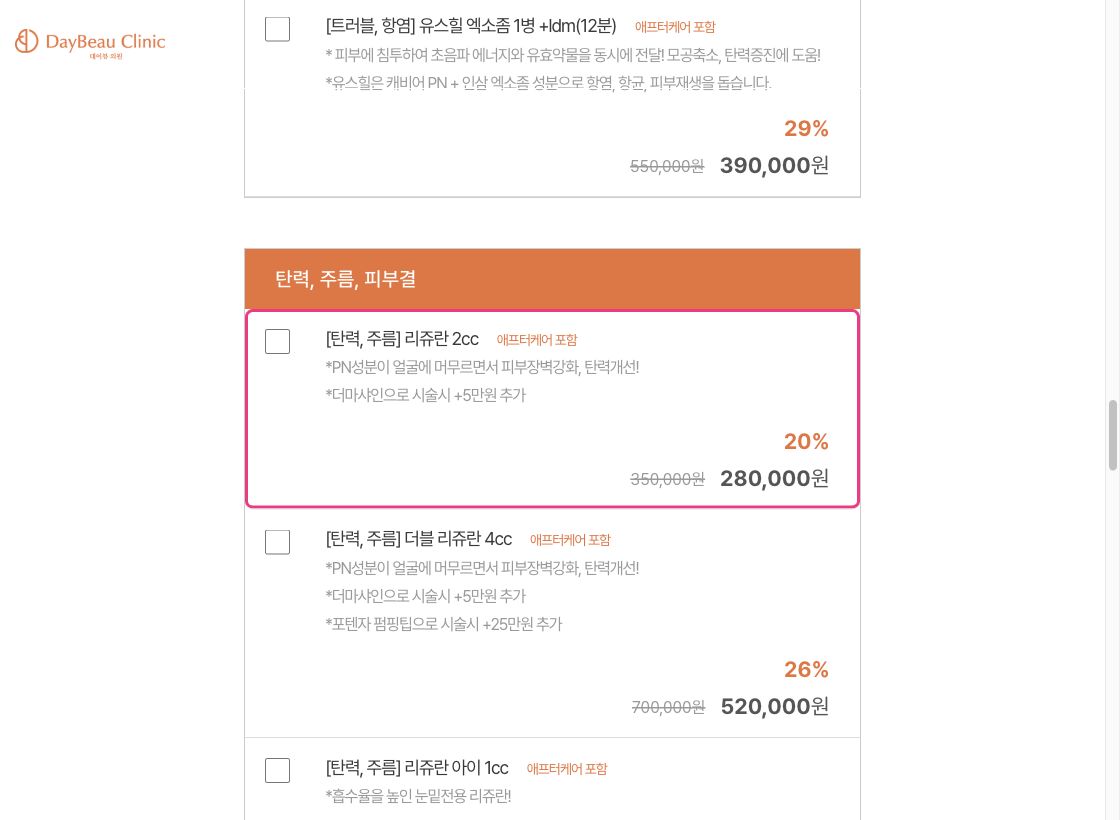 DayBeau Clinic
데이뷰 의원
[트러블, 항염] 유스힐 엑소좀 1병 +ldm(12분) 애프터케어 포함
* 피부에 침투하여 초음파 에너지와 유효약물을 동시에 전달! 모공축소, 탄력증진에 도움!
*유스힐은 캐비어 PN + 인삼 엑소좀 성분으로 항염, 항균, 피부재생을 돕습니다.
29%
550,000원 390,000원
탄력, 주름, 피부결
[탄력, 주름] 리쥬란 2cc 애프터케어 포함
*PN성분이 얼굴에 머무르면서 피부장벽강화, 탄력개선!
*더마샤인으로 시술시 +5만원 추가
20%
350,000원 280,000원
[탄력, 주름] 더블 리쥬란 4cc 애프터케어 포함
*PN성분이 얼굴에 머무르면서 피부장벽강화, 탄력개선!
*더마샤인으로 시술시 +5만원 추가
*포텐자 펌핑팁으로 시술시 +25만원 추가
26%
700,000원 520,000원
[탄력, 주름] 리쥬란 아이 1cc 애프터케어 포함
*흡수율을 높인 눈밑전용 리쥬란!